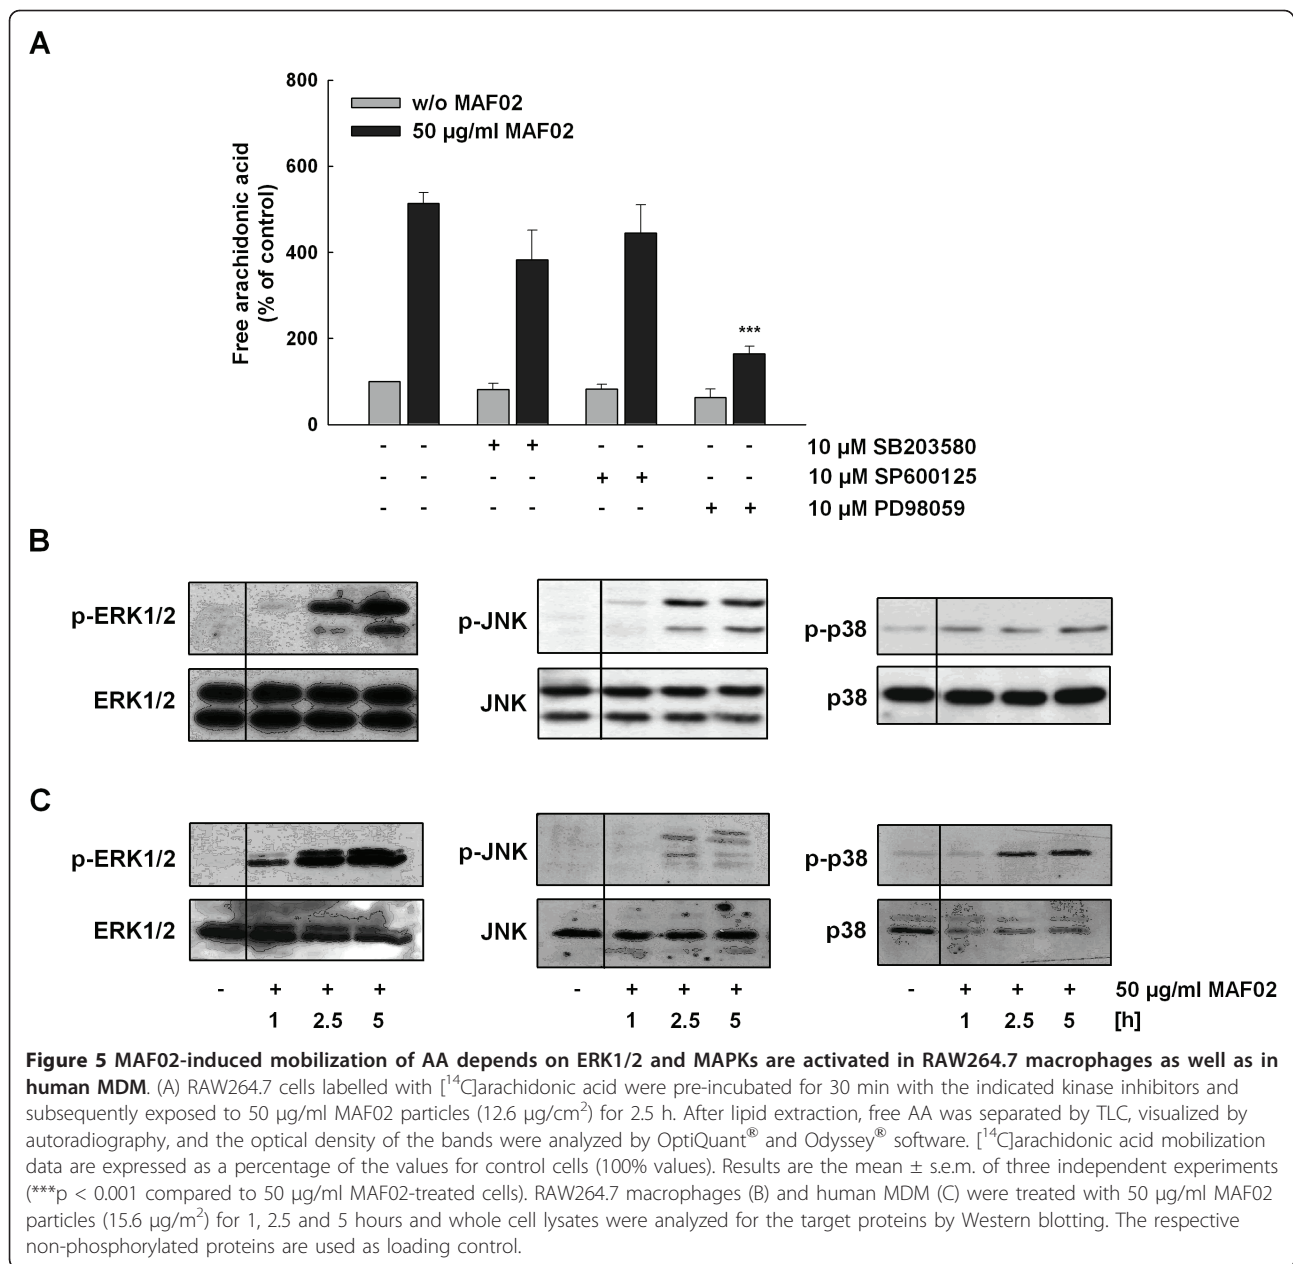 A
800
w/o MAF02
50 µg/ml MAF02
600
Free arachidonic acid
(% of control)
400
***
200
0
- - + + - - - - 10 µM SB203580
- - - - + + - - 10 µM SP600125
- - - - - - + + 10 µM PD98059
B
p-ERK1/2 p-JNK p-p38
ERK1/2 JNK p38
C
p-ERK1/2 p-JNK p-p38
ERK1/2 JNK p38
- + + + - + + + - + + + 50 µg/ml MAF02
1 2.5 5 1 2.5 5 1 2.5 5 [h]
Figure 5 MAF02-induced mobilization of AA depends on ERK1/2 and MAPKs are activated in RAW264.7 macrophages as well as in
human MDM. (A) RAW264.7 cells labelled with [14C]arachidonic acid were pre-incubated for 30 min with the indicated kinase inhibitors and
subsequently exposed to 50 µg/ml MAF02 particles (12.6 µg/cm2) for 2.5 h. After lipid extraction, free AA was separated by TLC, visualized by
autoradiography, and the optical density of the bands were analyzed by OptiQuant® and Odyssey® software. [14C]arachidonic acid mobilization
data are expressed as a percentage of the values for control cells (100% values). Results are the mean ± s.e.m. of three independent experiments
(***p < 0.001 compared to 50 µg/ml MAF02-treated cells). RAW264.7 macrophages (B) and human MDM (C) were treated with 50 µg/ml MAF02
particles (15.6 µg/m2) for 1, 2.5 and 5 hours and whole cell lysates were analyzed for the target proteins by Western blotting. The respective
non-phosphorylated proteins are used as loading control.